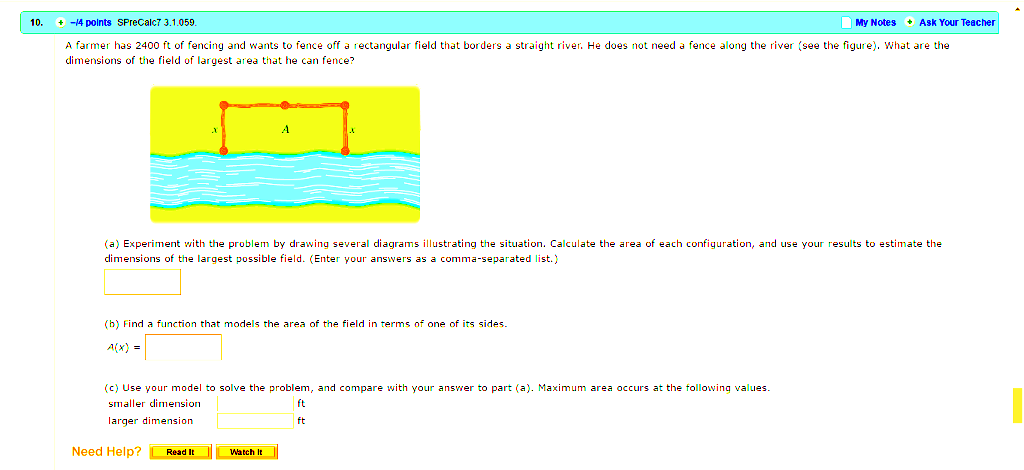 10. + -/4 points SPreCalc7 3.1.059. My Notes + Ask Your Teacher
A farmer has 2400 ft of fencing and wants to fence off a rectangular field that borders a straight river. He does not need a fence along the river (see the figure). What are the
dimensions of the field of largest area that he can fence?
x A x
(a) Experiment with the problem by drawing several diagrams illustrating the situation. Calculate the area of each configuration, and use your results to estimate the
dimensions of the largest possible field. (Enter your answers as a comma-separated list.)
(b) Find a function that models the area of the field in terms of one of its sides.
A(x) =
(c) Use your model to solve the problem, and compare with your answer to part (a). Maximum area occurs at the following values.
smaller dimension ft
larger dimension ft
Need Help? Read It Watch It